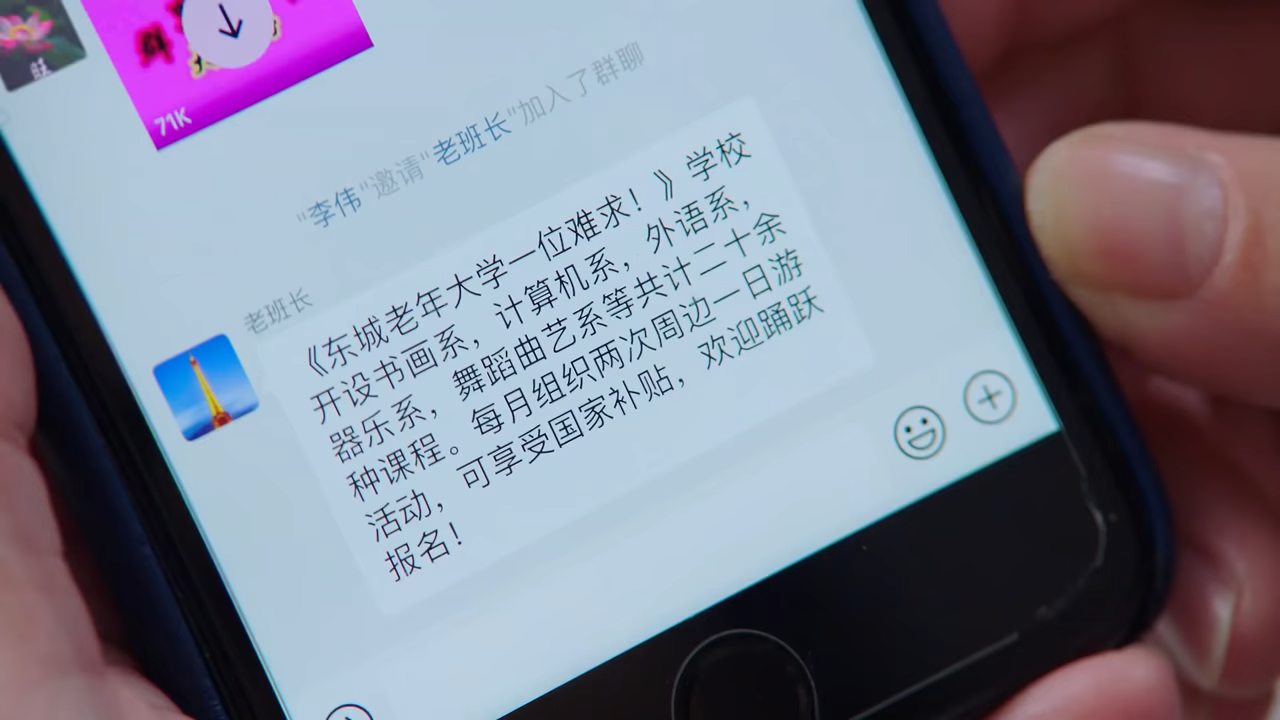 71K
"李伟"邀请"老班长"加入了群聊
老班长
《东城老年大学一位难求！》学校
开设书画系，计算机系，外语系，
器乐系，舞蹈曲艺系等共计二十余
种课程。每月组织两次周边一日游
活动，可享受国家补贴，欢迎踊跃
报名！